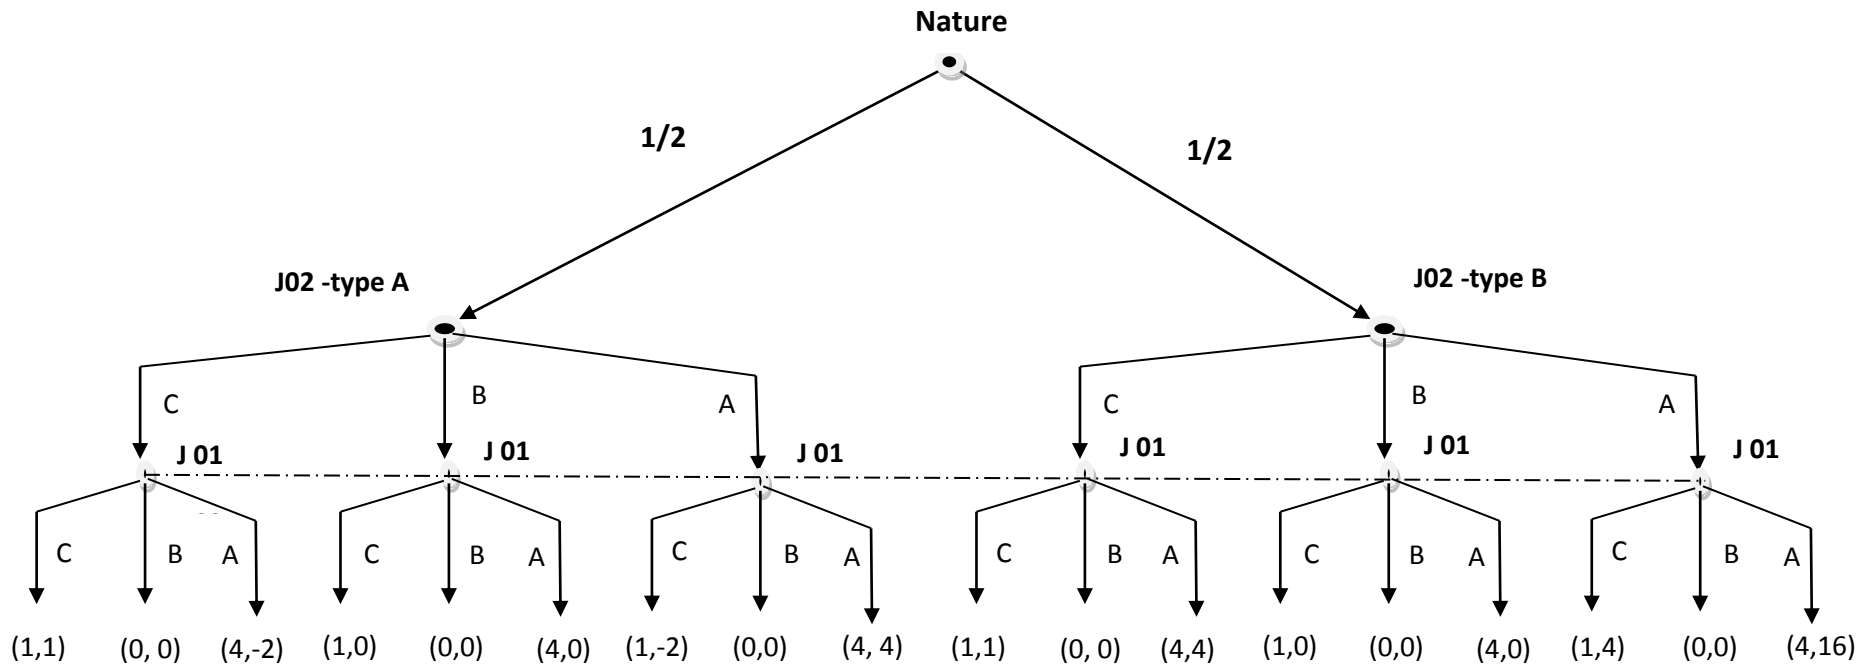 Nature
1/2 1/2
J02 -type A J02 -type B
C B A C B A
J 01 J 01 J 01 J 01 J 01 J 01
C B A C B A C B A C B A C B A C B A
(1,1) (0, 0) (4,-2) (1,0) (0,0) (4,0) (1,-2) (0,0) (4, 4) (1,1) (0, 0) (4,4) (1,0) (0,0) (4,0) (1,4) (0,0) (4,16)